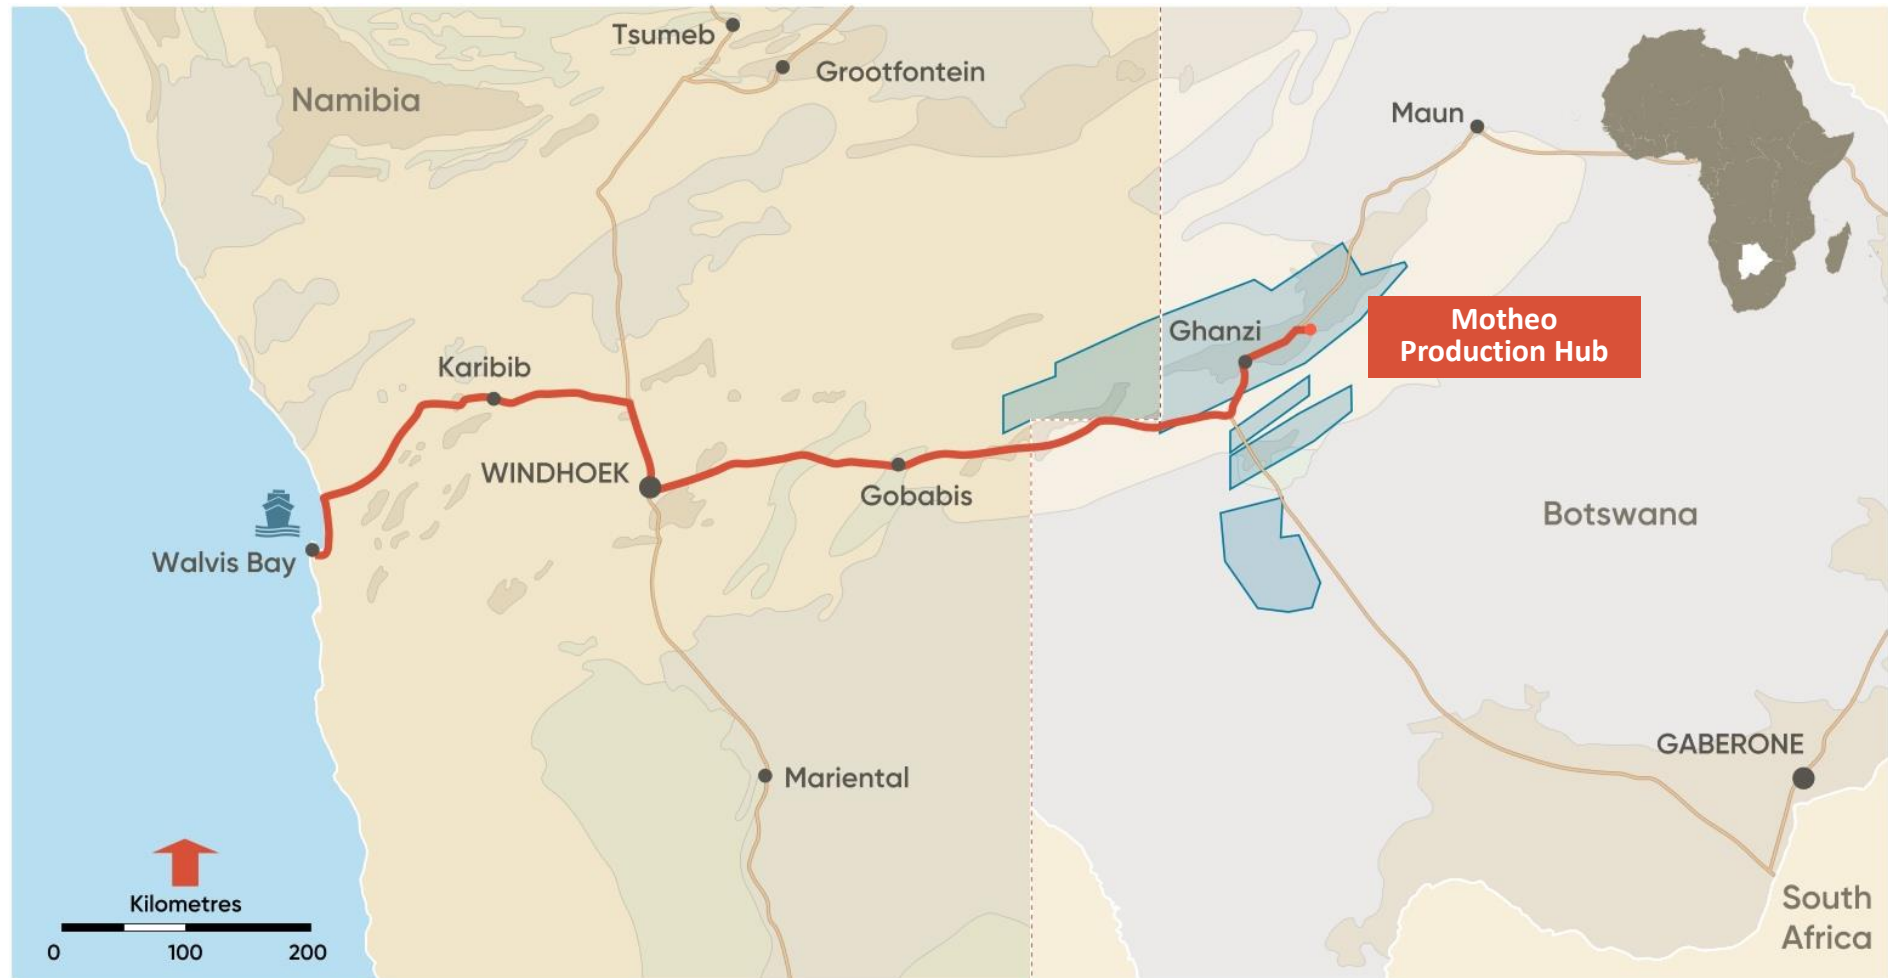 Tsumeb
Grootfontein
Namibia
Maun
Motheo
Production Hub
Ghanzi
Karibib
WINDHOEK
Gobabis
Botswana
Walvis Bay
GABERONE
Mariental
Kilometres
0 100 200
South
Africa